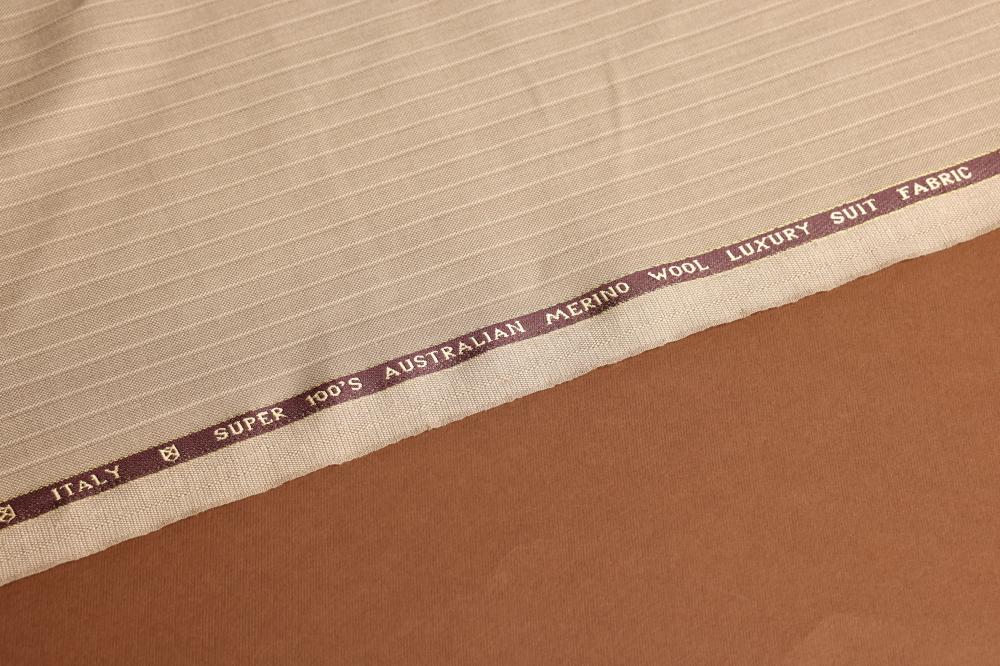 ITALY SUPER 100'S AUSTRALIAN MERINO WOOL LUXURY SUIT FABRIC